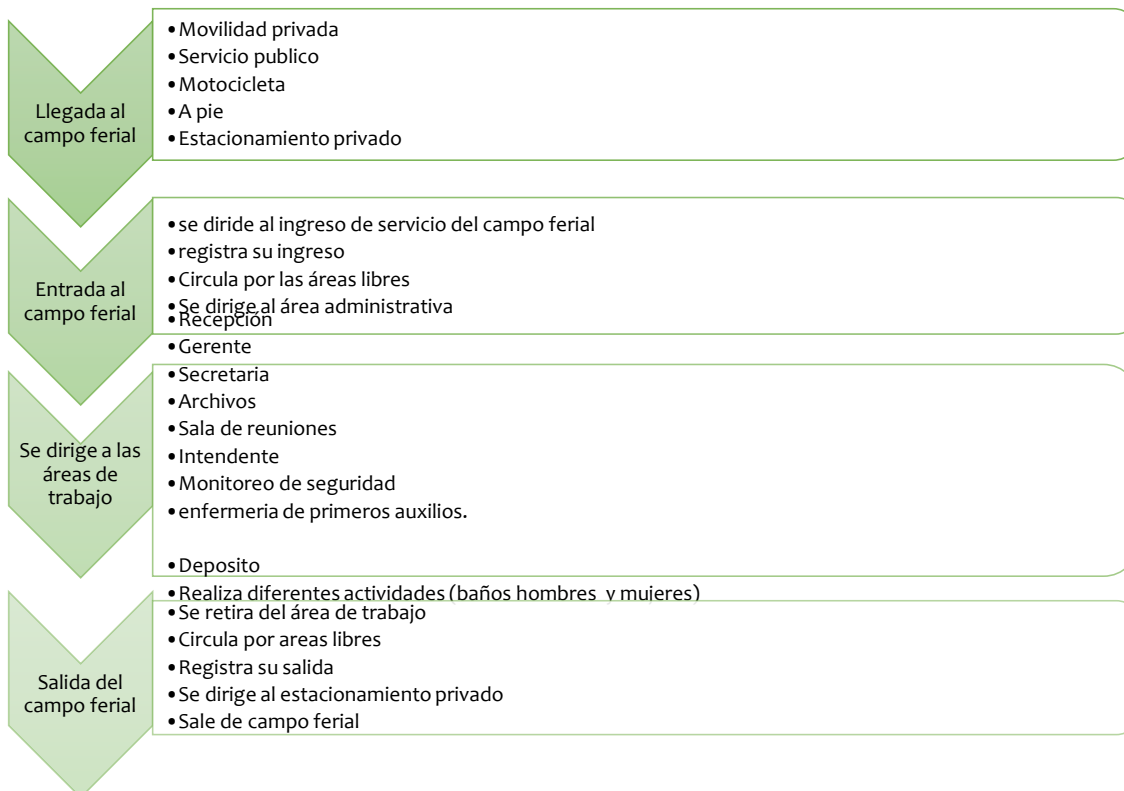 Llegada al
campo ferial
•Movilidad privada
•Servicio publico
•Motocicleta
•A pie
•Estacionamiento privado
Entrada al
campo ferial
•se diride al ingreso de servicio del campo ferial
•registra su ingreso
•Circula por las áreas libres
•Se dirige al área administrativa
Se dirige a las
áreas de
trabajo
•Recepción
•Gerente
•Secretaria
•Archivos
•Sala de reuniones
•Intendente
•Monitoreo de seguridad
•enfermeria de primeros auxilios.
•Deposito
•Realiza diferentes actividades (baños hombres y mujeres)
Salida del
campo ferial
•Se retira del área de trabajo
•Circula por areas libres
•Registra su salida
•Se dirige al estacionamiento privado
•Sale de campo ferial